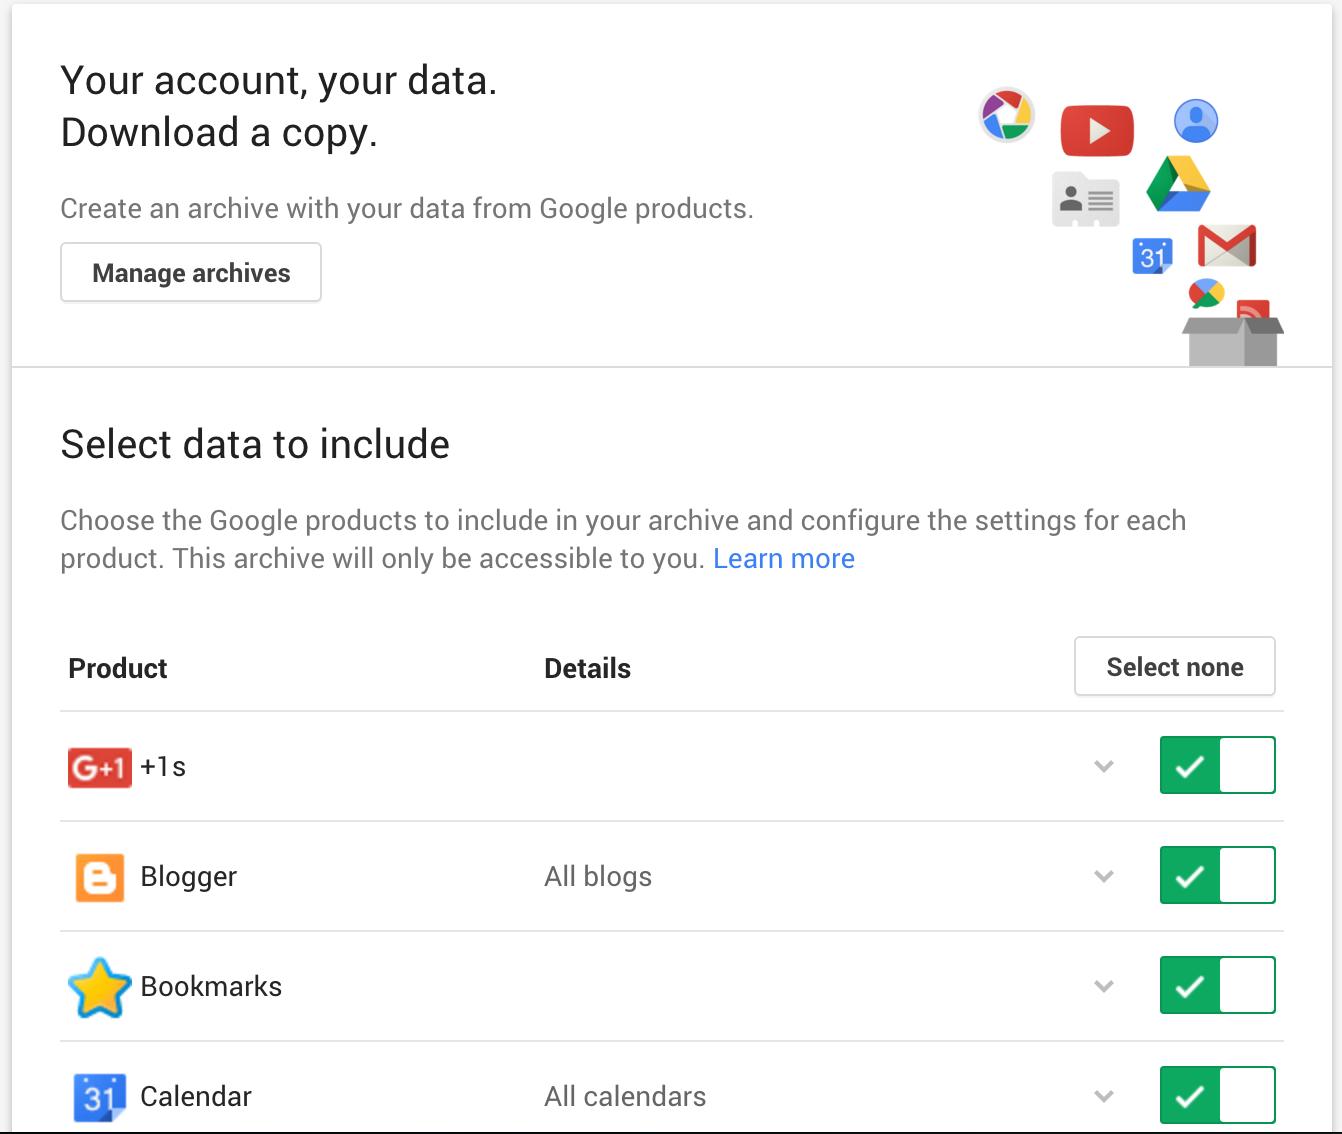 Your account, your data.
Download a copy.
Create an archive with your data from Google products.
Manage archives
31
Select data to include
Choose the Google products to include in your archive and configure the settings for each
product. This archive will only be accessible to you. Learn more
Product Details Select none
G+1 +1s
Blogger All blogs
Bookmarks
31 Calendar All calendars